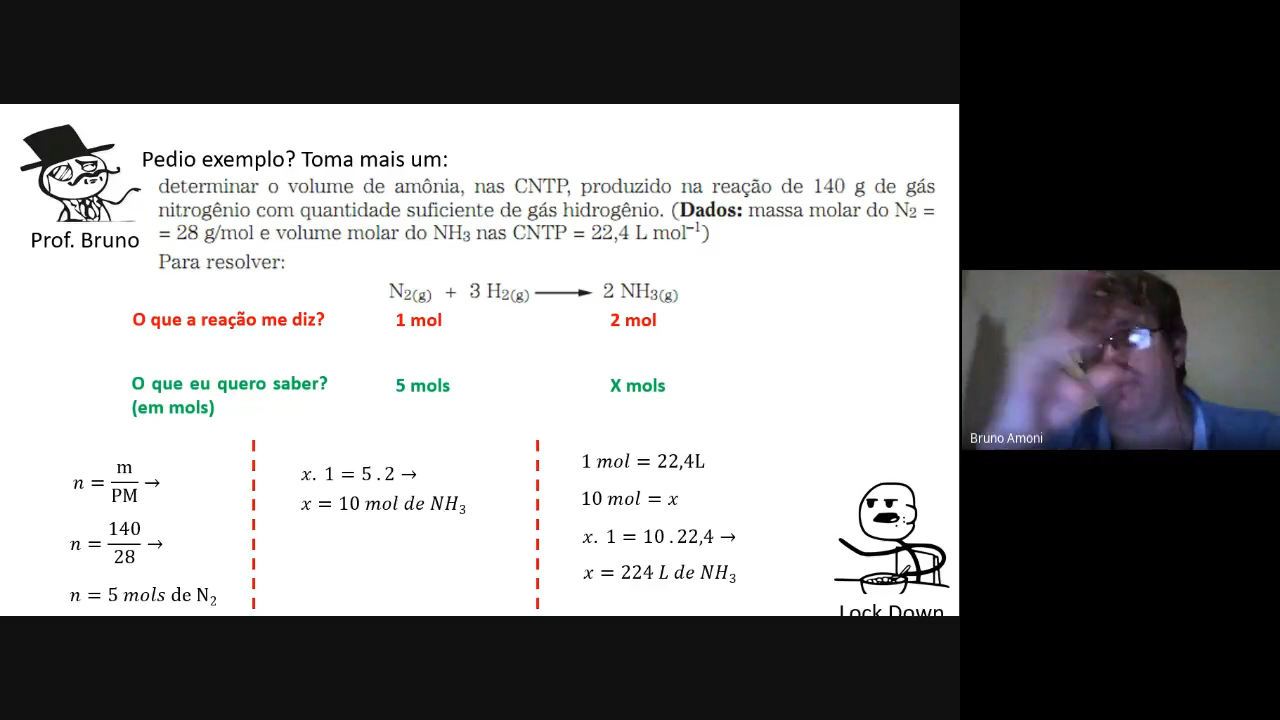 Pedio exemplo? Toma mais um:
determinar o volume de amônia, nas CNTP, produzido na reação de 140 g de gás
nitrogênio com quantidade suficiente de gás hidrogênio. (Dados: massa molar do N₂ =
= 28 g/mol e volume molar do NH₃ nas CNTP = 22,4 L mol⁻¹)
Prof. Bruno
Para resolver:
N₂(g) + 3 H₂(g) ⟶ 2 NH₃(g)
O que a reação me diz? 1 mol 2 mol
O que eu quero saber? 5 mols X mols
(em mols)
n = m/PM →
n = 140/28 →
n = 5 mols de N₂
x. 1 = 5 . 2 →
x = 10 mol de NH₃
1 mol = 22,4L
10 mol = x
x. 1 = 10 . 22,4 →
x = 224 L de NH₃
Lock Down
Bruno Amoni